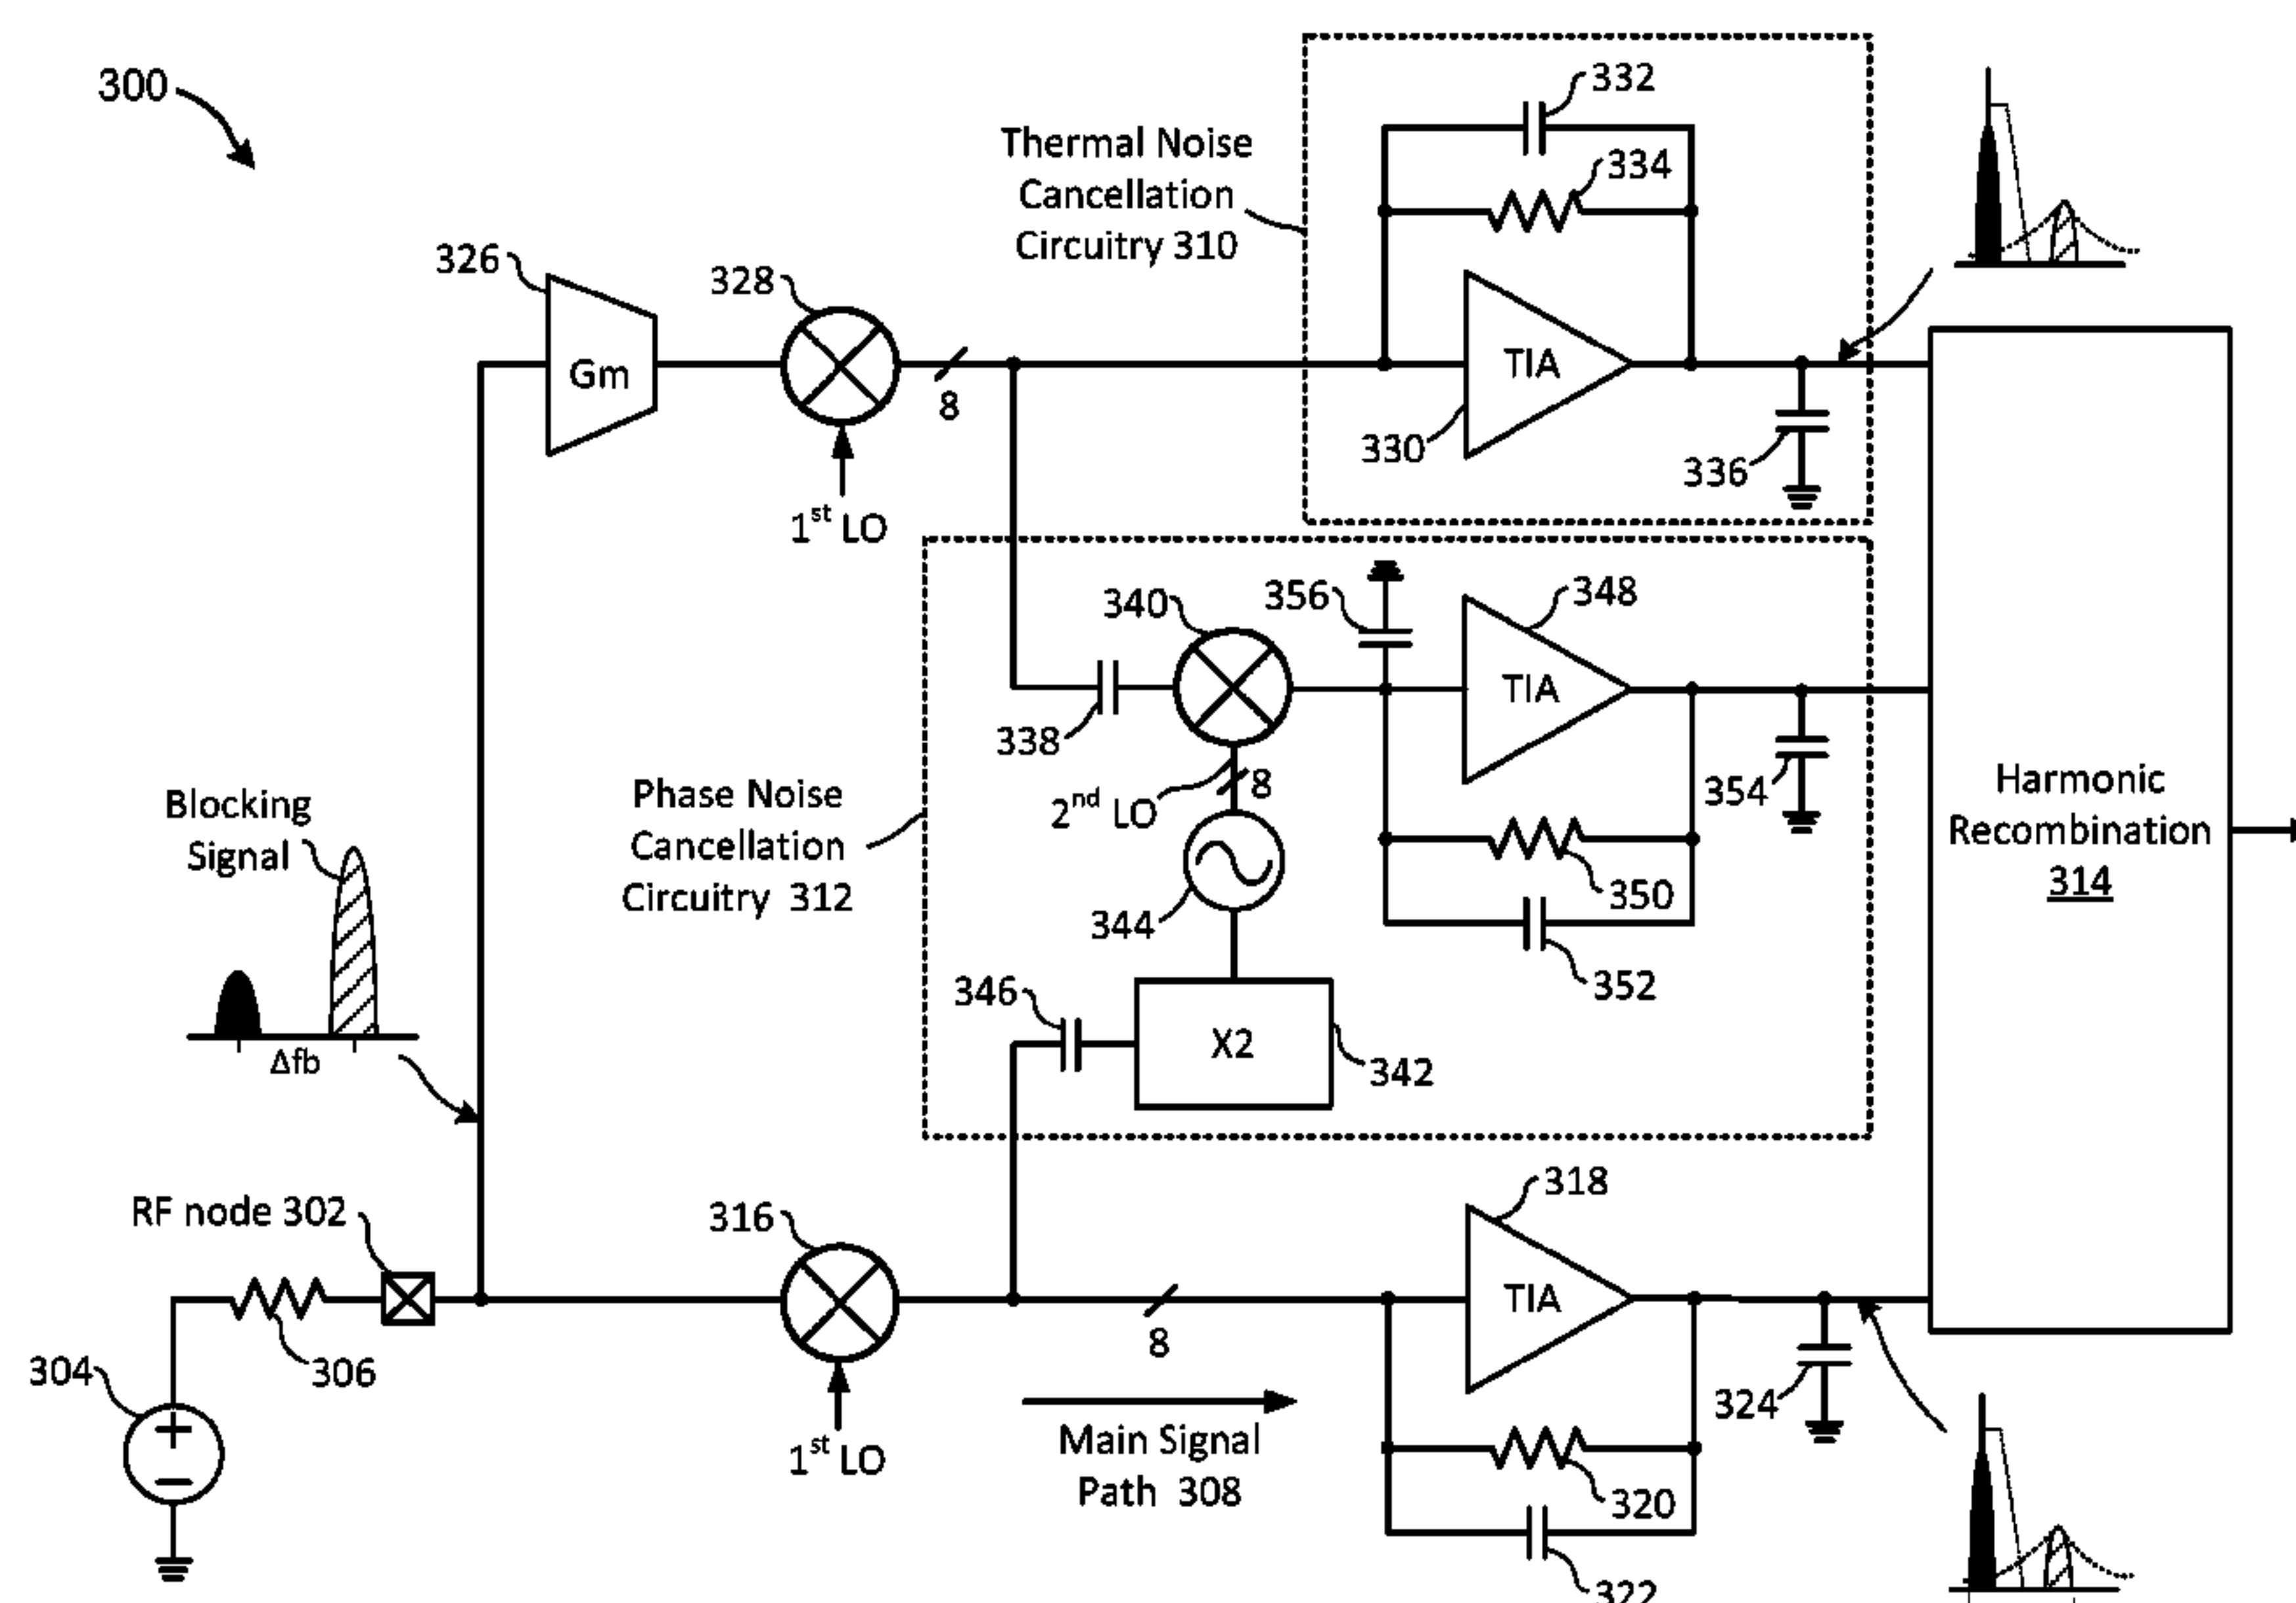 300
332
Thermal Noise
Cancellation
Circuitry 310
334
326
328
Gm
TIA
8
330
336
1st LO
340
356
348
TIA
338
354
Blocking
Signal
Phase Noise
Cancellation
Circuitry 312
2nd LO
8
Harmonic
Recombination
314
344
350
346
352
X2
342
Δfb
318
RF node 302
316
TIA
304
306
8
324
1st LO
Main Signal
Path 308
320
322